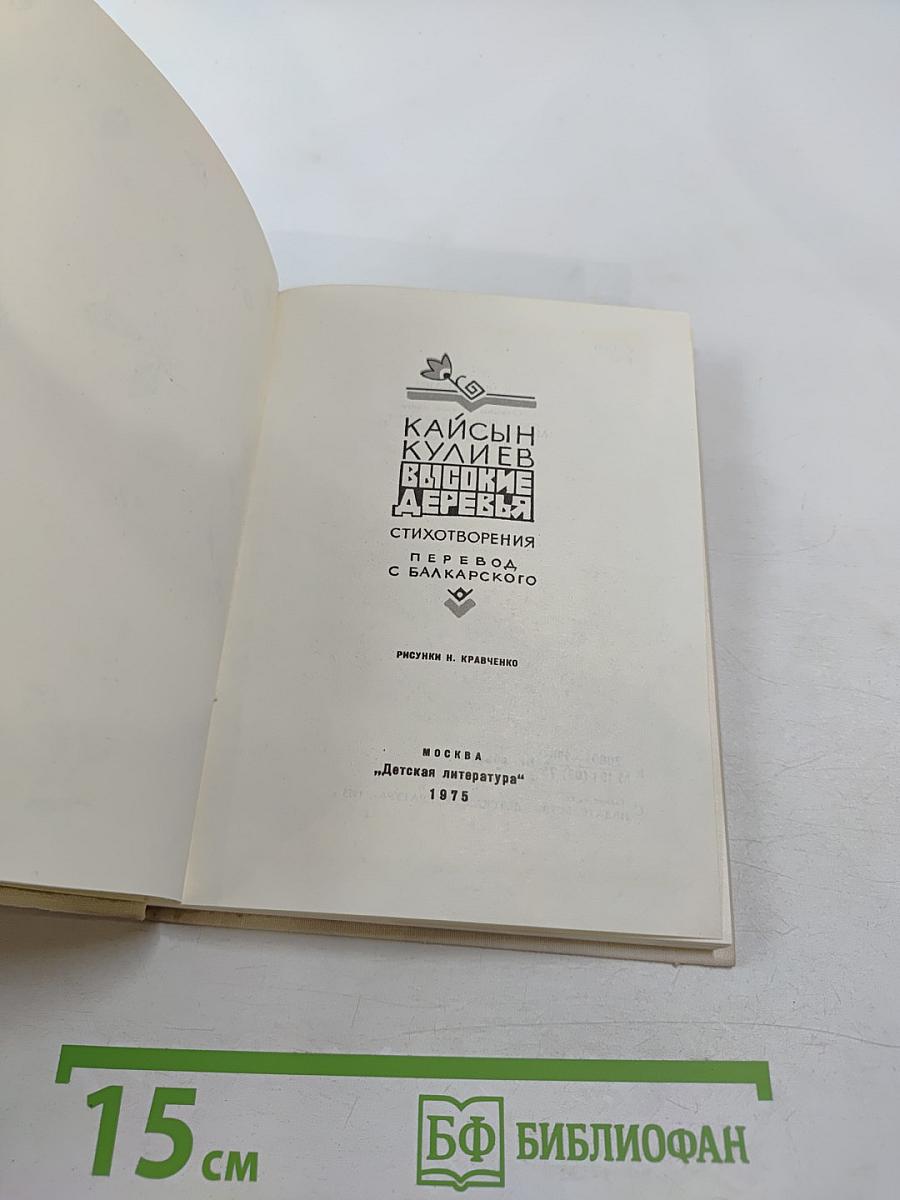 КАЙСЫН
КУЛИЕВ
ВЫСОКИЕ
ДЕРЕВЬЯ
СТИХОТВОРЕНИЯ
ПЕРЕВОД
С БАЛКАРСКОГО
РИСУНКИ Н. КРАВЧЕНКО
МОСКВА
„Детская литература“
1975
15 см
БФ БИБЛИОФАН